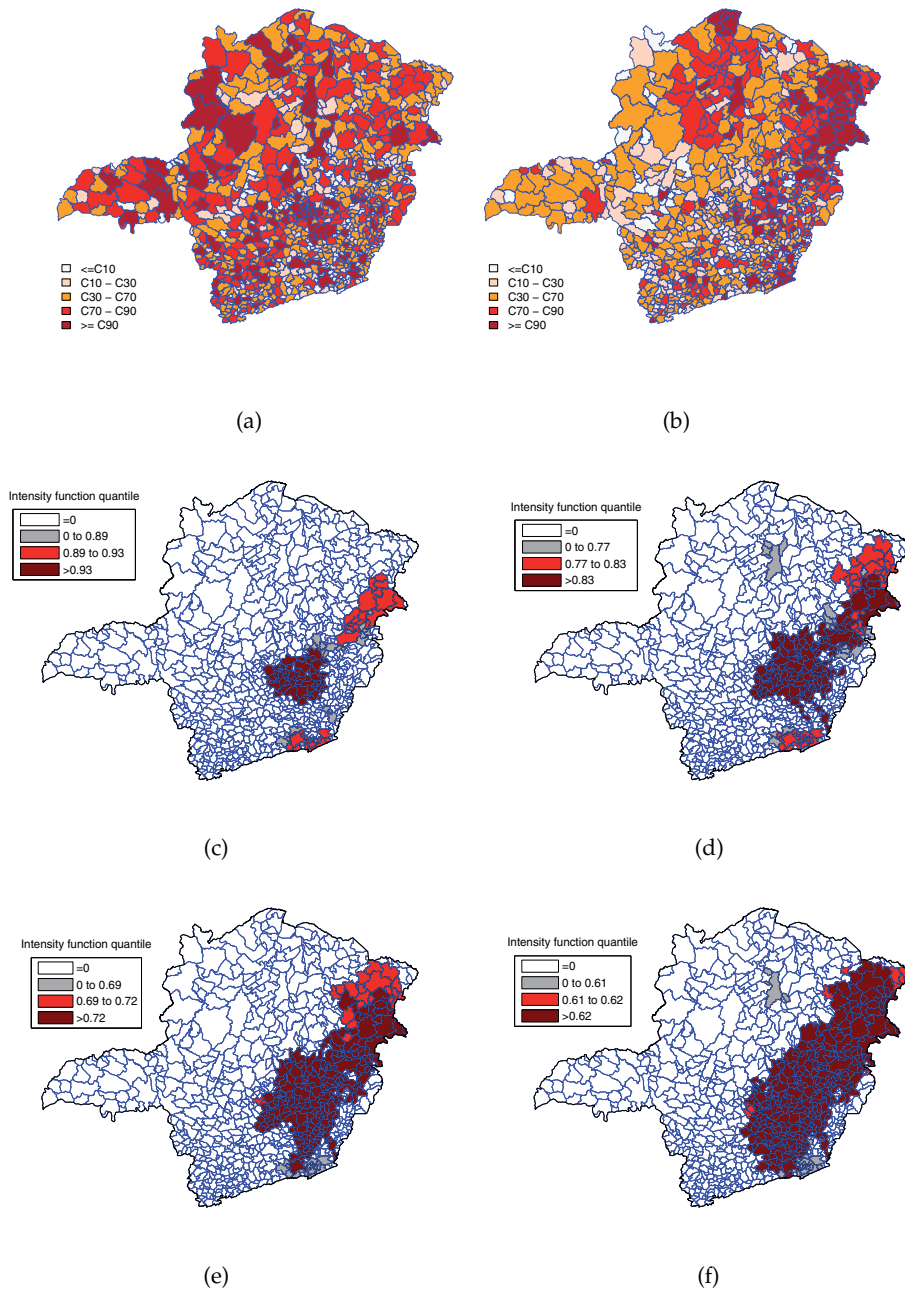 <=C10
C10 – C30
C30 – C70
C70 – C90
>= C90
(a)
<=C10
C10 – C30
C30 – C70
C70 – C90
>= C90
(b)
Intensity function quantile
=0
0 to 0.89
0.89 to 0.93
>0.93
(c)
Intensity function quantile
=0
0 to 0.77
0.77 to 0.83
>0.83
(d)
Intensity function quantile
=0
0 to 0.69
0.69 to 0.72
>0.72
(e)
Intensity function quantile
=0
0 to 0.61
0.61 to 0.62
>0.62
(f)